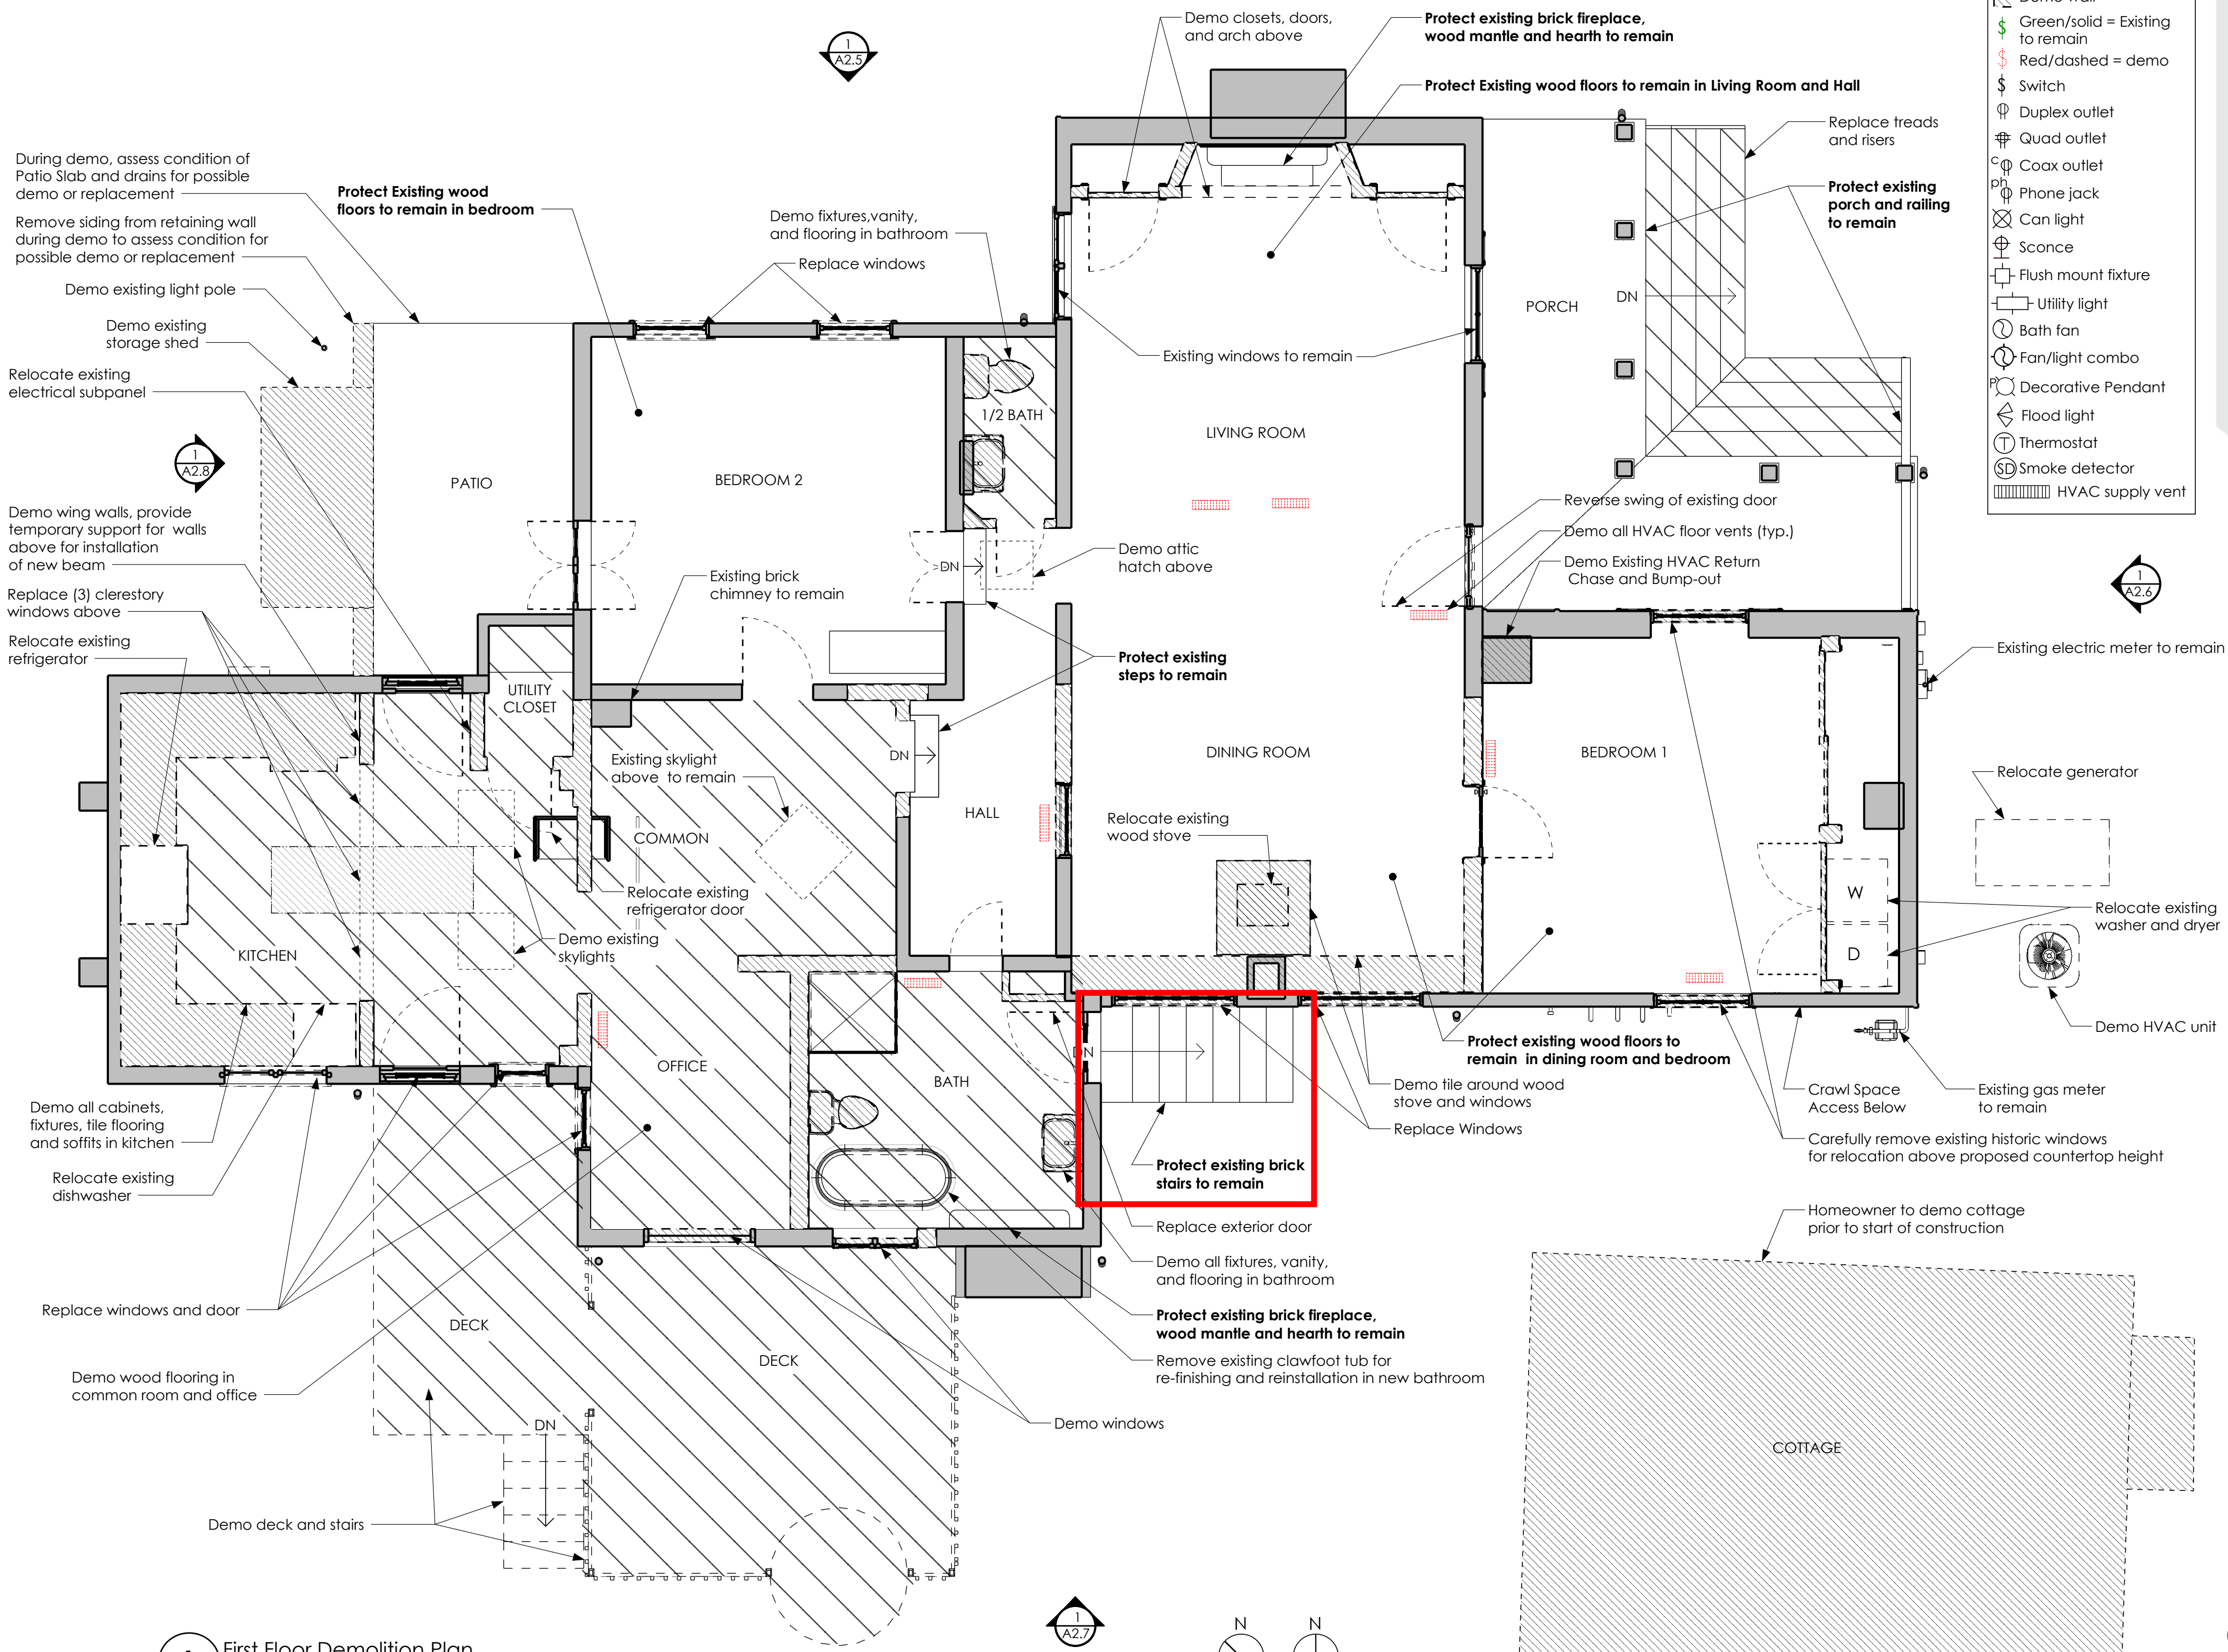 Demo closets, doors,
and arch above
Protect existing brick fireplace,
wood mantle and hearth to remain
Protect Existing wood floors to remain in Living Room and Hall
Green/solid = Existing
to remain
Red/dashed = demo
$ Switch
Duplex outlet
Quad outlet
C Coax outlet
ph Phone jack
Can light
Sconce
Flush mount fixture
Utility light
Bath fan
Fan/light combo
P Decorative Pendant
Flood light
T Thermostat
SD Smoke detector
HVAC supply vent
1
A2.5
Replace treads
and risers
Protect existing
porch and railing
to remain
During demo, assess condition of
Patio Slab and drains for possible
demo or replacement
Remove siding from retaining wall
during demo to assess condition for
possible demo or replacement
Demo existing light pole
Demo existing
storage shed
Relocate existing
electrical subpanel
1
A2.8
Demo wing walls, provide
temporary support for walls
above for installation
of new beam
Replace (3) clerestory
windows above
Relocate existing
refrigerator
Protect Existing wood
floors to remain in bedroom
Demo fixtures,vanity,
and flooring in bathroom
Replace windows
Existing windows to remain
PORCH
DN
1/2 BATH
LIVING ROOM
PATIO
BEDROOM 2
Reverse swing of existing door
Demo all HVAC floor vents (typ.)
Demo Existing HVAC Return
Chase and Bump-out
Demo attic
hatch above
DN
Existing brick
chimney to remain
1
A2.6
Existing electric meter to remain
Protect existing
steps to remain
UTILITY
CLOSET
DN
Existing skylight
above to remain
DINING ROOM
BEDROOM 1
Relocate generator
HALL
COMMON
Relocate existing
wood stove
Relocate existing
refrigerator door
W
D
Relocate existing
washer and dryer
Demo existing
skylights
KITCHEN
Demo HVAC unit
DN
Protect existing wood floors to
remain in dining room and bedroom
OFFICE
BATH
Demo tile around wood
stove and windows
Replace Windows
Crawl Space
Access Below
Existing gas meter
to remain
Carefully remove existing historic windows
for relocation above proposed countertop height
Demo all cabinets,
fixtures, tile flooring
and soffits in kitchen
Relocate existing
dishwasher
Protect existing brick
stairs to remain
Replace exterior door
Homeowner to demo cottage
prior to start of construction
Demo all fixtures, vanity,
and flooring in bathroom
Replace windows and door
Protect existing brick fireplace,
wood mantle and hearth to remain
DECK
DECK
Remove existing clawfoot tub for
re-finishing and reinstallation in new bathroom
Demo wood flooring in
common room and office
Demo windows
DN
COTTAGE
Demo deck and stairs
1
A2.7
N
N
First Floor Demolition Plan